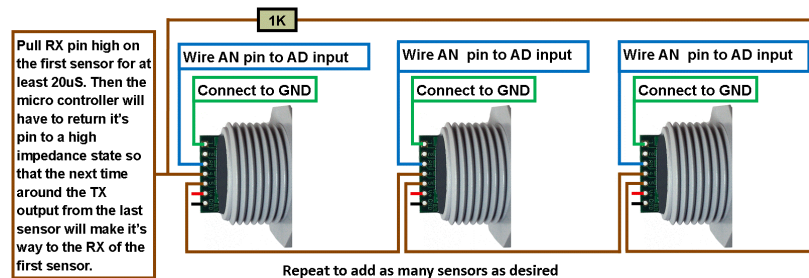 1K
Pull RX pin high on
the first sensor for at
least 20uS. Then the
micro controller will
have to return it's
pin to a high
impedance state so
that the next time
around the TX
output from the last
sensor will make it's
way to the RX of the
first sensor.
Wire AN pin to AD input
Connect to GND
Wire AN pin to AD input
Connect to GND
Wire AN pin to AD input
Connect to GND
Repeat to add as many sensors as desired